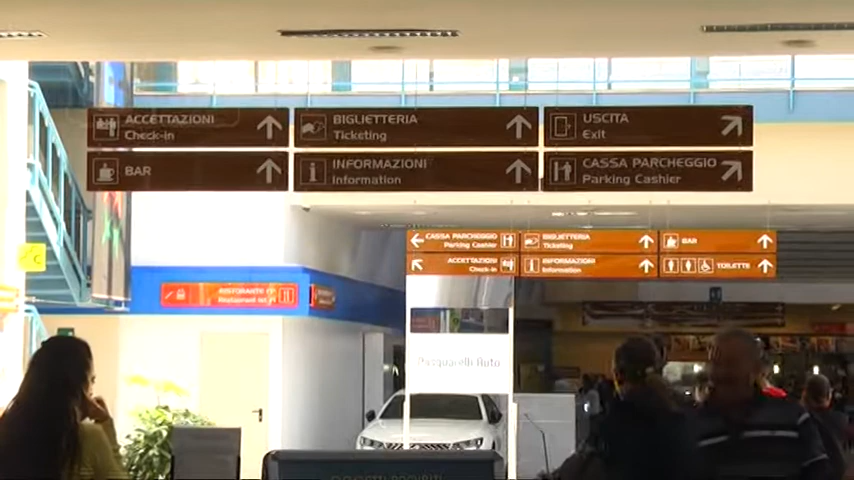 ACCETTAZIONI
Check-in
BIGLIETTERIA
Ticketing
USCITA
Exit
BAR
INFORMAZIONI
Information
CASSA PARCHEGGIO
Parking Cashier
CASSA PARCHEGGIO
Parking Cashier
BIGLIETTERIA
Ticketing
BAR
ACCETTAZIONI
Check-in
INFORMAZIONI
Information
TOILETTE
RISTORANTE
Restaurant
Pasquarelli Auto